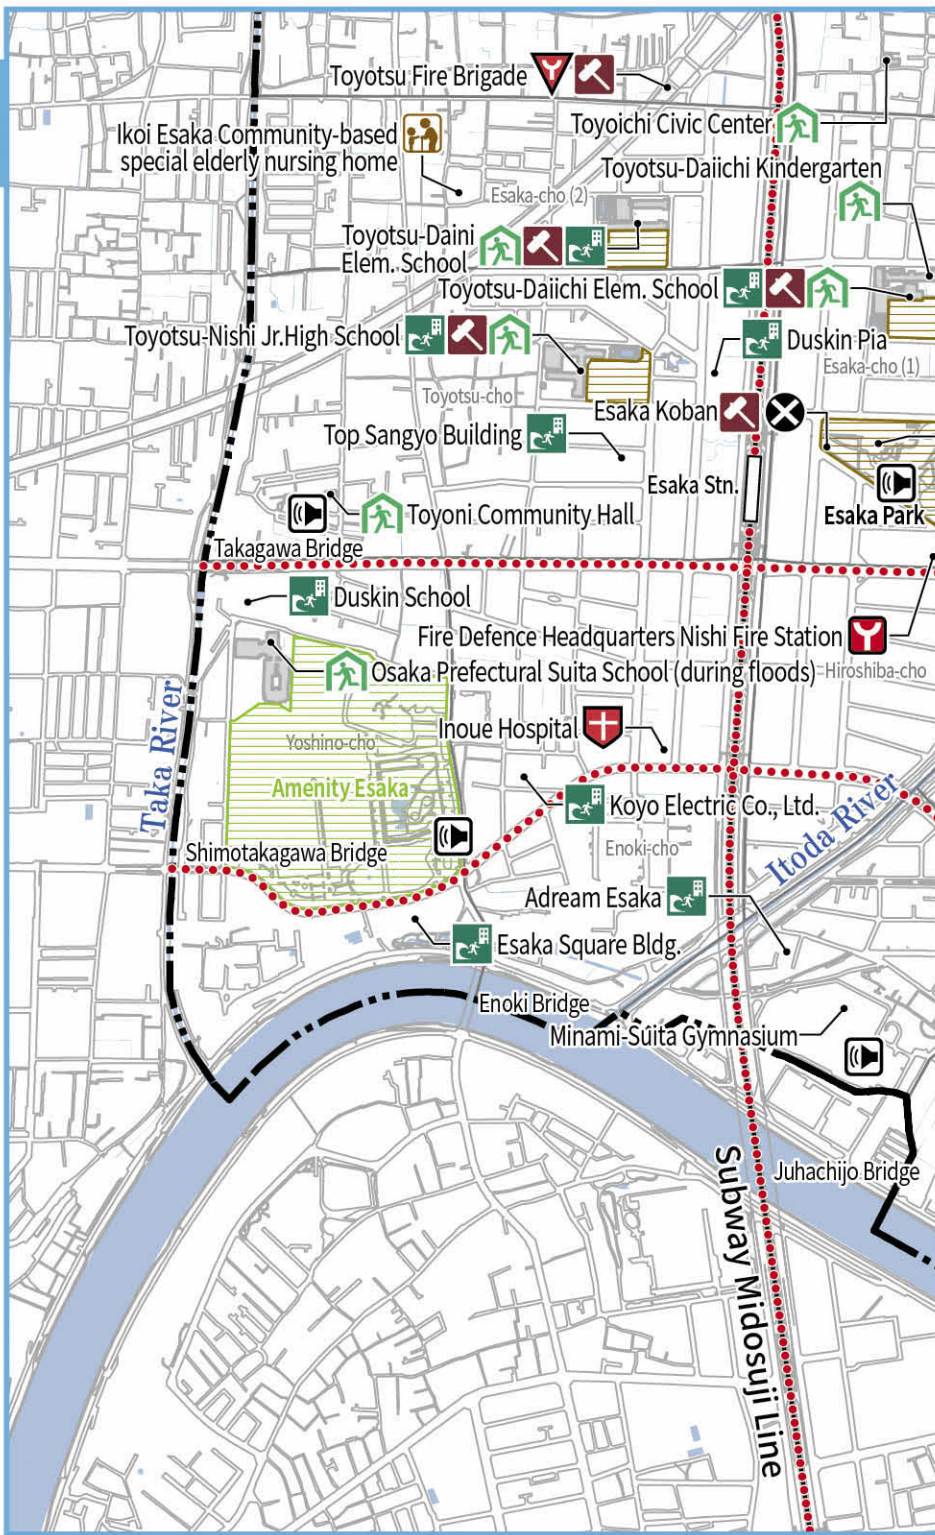 Toyotsu Fire Brigade
Ikoi Esaka Community-based
special elderly nursing home
Toyoichi Civic Center
Toyotsu-Daiichi Kindergarten
Esaka-cho (2)
Toyotsu-Daini
Elem. School
Toyotsu-Daiichi Elem. School
Toyotsu-Nishi Jr.High School
Duskin Pia
Esaka-cho (1)
Toyotsu-cho
Esaka Koban
Top Sangyo Building
Esaka Stn.
Esaka Park
Toyoni Community Hall
Takagawa Bridge
Duskin School
Fire Defence Headquarters Nishi Fire Station
Osaka Prefectural Suita School (during floods)
Hiroshiba-cho
Taka River
Inoue Hospital
Yoshino-cho
Amenity Esaka
Koyo Electric Co., Ltd.
Itoda River
Shimotakagawa Bridge
Enoki-cho
Adream Esaka
Esaka Square Bldg.
Enoki Bridge
Minami-Suita Gymnasium
Juhachijo Bridge
Subway Midosuji Line